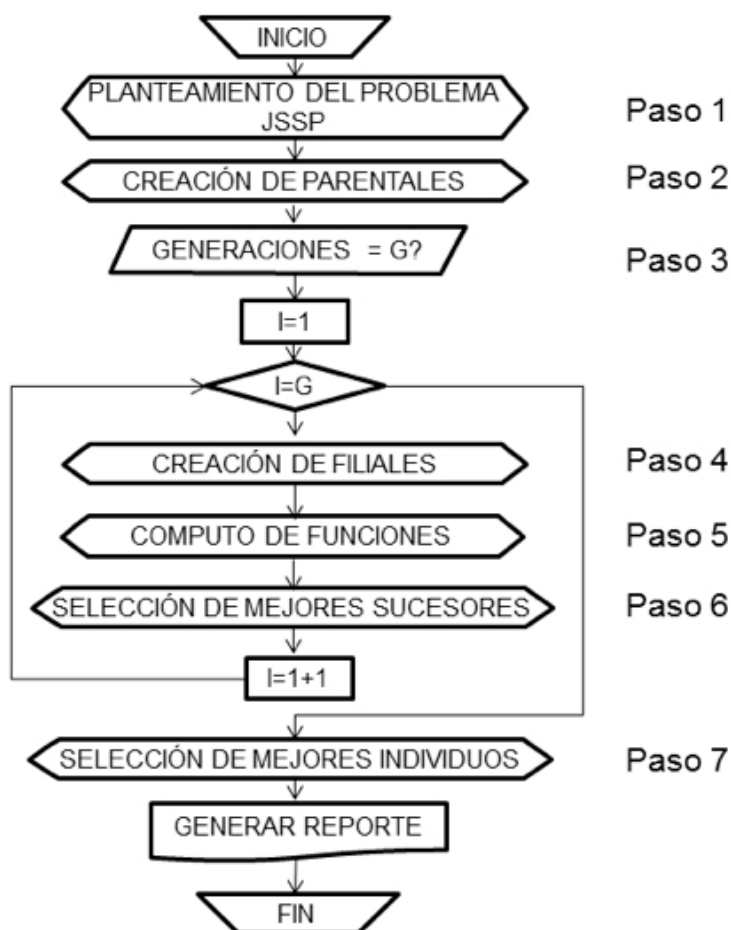 INICIO
PLANTEAMIENTO DEL PROBLEMA
JSSP
Paso 1
CREACIÓN DE PARENTALES
Paso 2
GENERACIONES = G?
Paso 3
I=1
I=G
CREACIÓN DE FILIALES
Paso 4
COMPUTO DE FUNCIONES
Paso 5
SELECCIÓN DE MEJORES SUCESORES
Paso 6
I=1+1
SELECCIÓN DE MEJORES INDIVIDUOS
Paso 7
GENERAR REPORTE
FIN